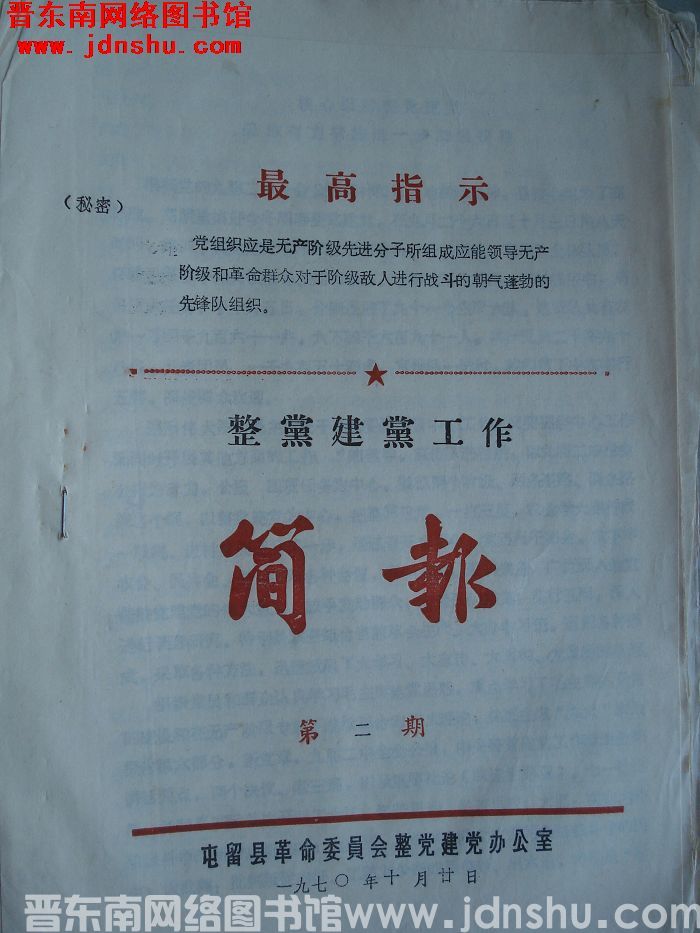 晋东南网络图书馆
www.jdnshu.com
最高指示
（秘密）
党组织应是无产阶级先进分子所组成应能领导无产
阶级和革命群众对于阶级敌人进行战斗的朝气蓬勃的
先锋队组织。
整黨建黨工作
简報
第二期
屯留县革命委員会整党建党办公室
一九七〇年十月廿日
晋东南网络图书馆www.jdnshu.com